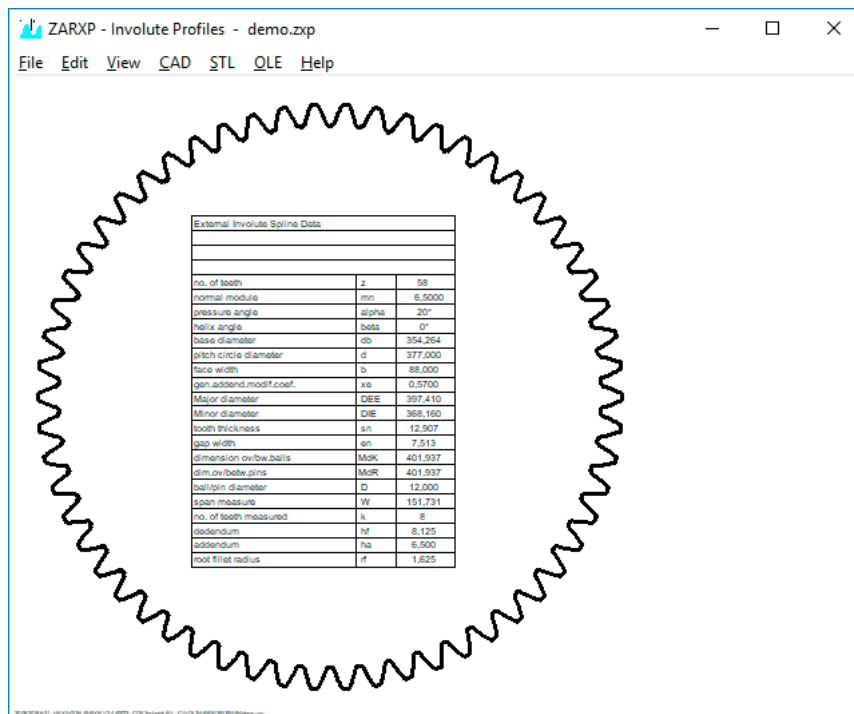 ZARXP - Involute Profiles - demo.zxp
File Edit View CAD STL OLE Help
External Involute Spline Data
no. of teeth z 58
normal module mn 6,5000
pressure angle alpha 20°
helix angle beta 0°
base diameter db 354,264
pitch circle diameter d 377,000
face width b 88,000
gen.addend.modif.coef. xe 0,5700
Major diameter DEE 397,410
Minor diameter DIE 368,160
tooth thickness sn 12,907
gap width en 7,513
dimension ov/bw.balls MdK 401,937
dim.ov/betw.pins MdR 401,937
ball/pin diameter D 12,000
span measure W 151,731
no. of teeth measured k 8
dedendum hf 8,125
addendum ha 6,500
root fillet radius rf 1,625